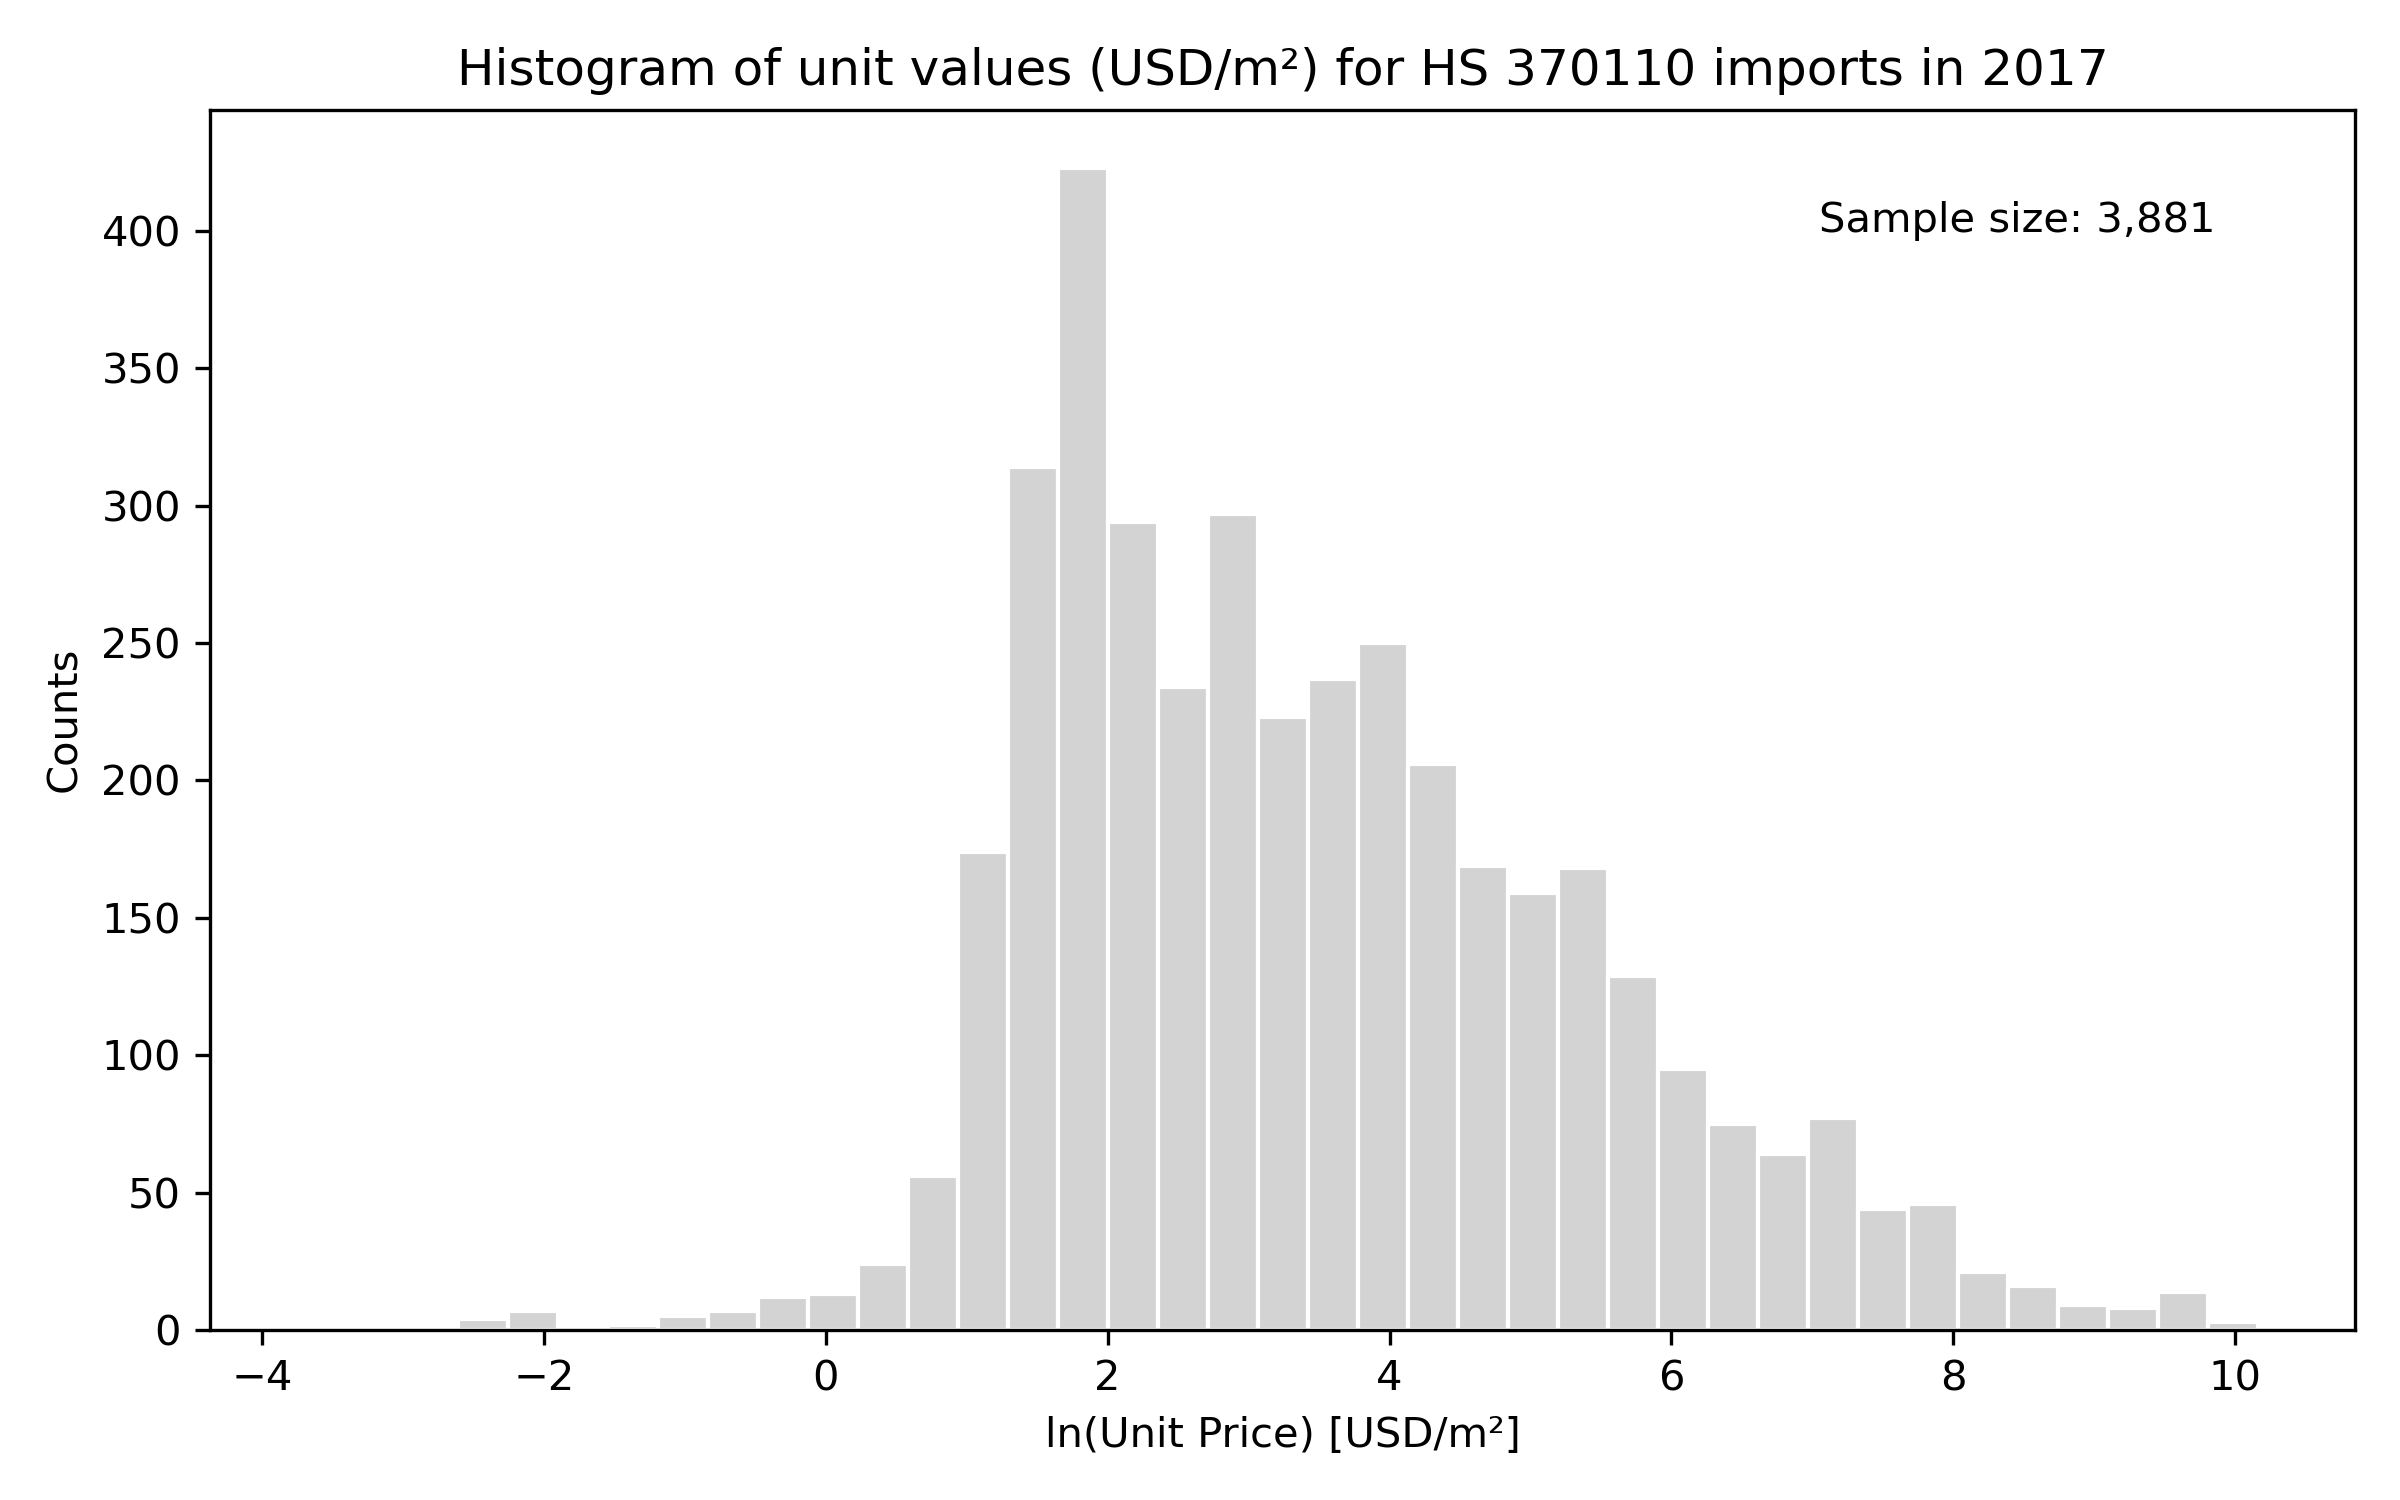 Histogram of unit values (USD/m²) for HS 370110 imports in 2017
Sample size: 3,881
Counts
400
350
300
250
200
150
100
50
0
−4 −2 0 2 4 6 8 10
ln(Unit Price) [USD/m²]